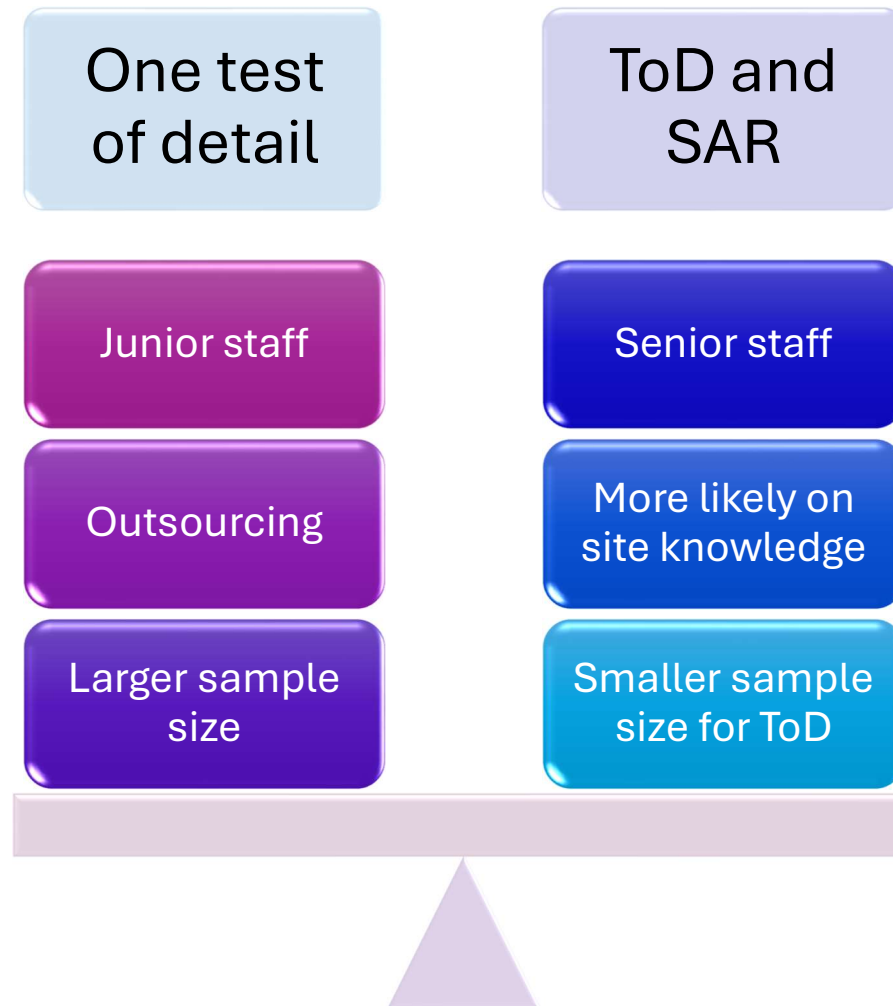 One test
of detail
ToD and
SAR
Junior staff
Senior staff
Outsourcing
More likely on
site knowledge
Larger sample
size
Smaller sample
size for ToD